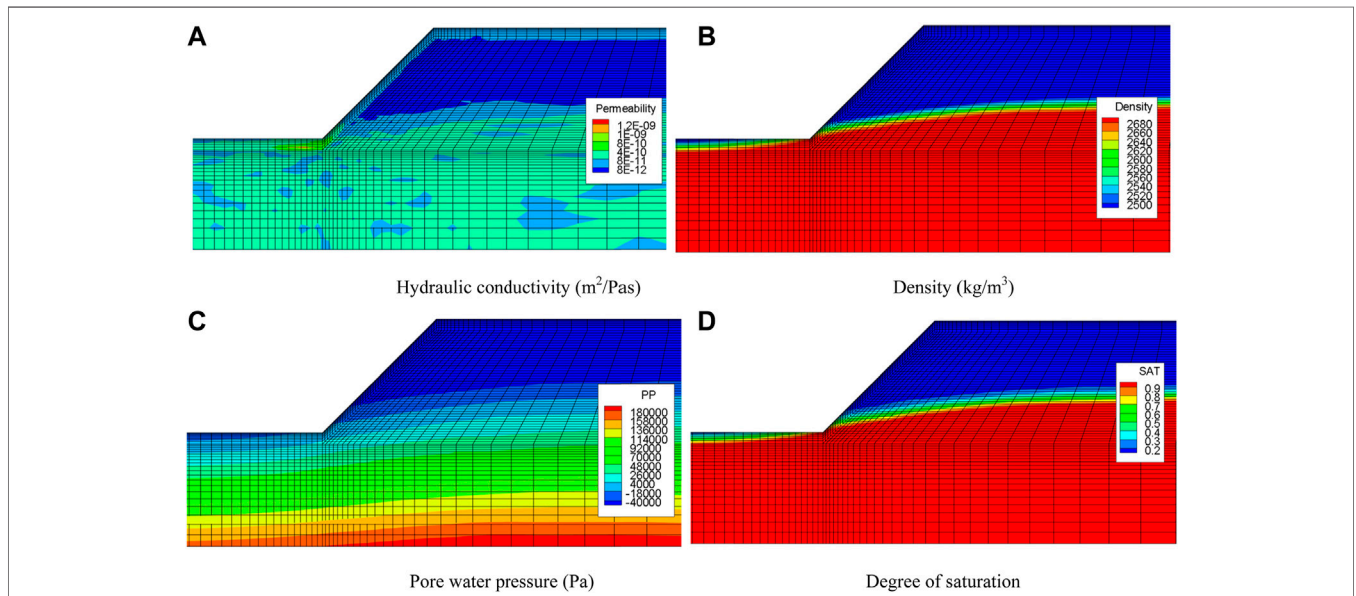 A
Permeability
1.2E-09
1E-09
8E-10
4E-10
8E-11
8E-12
Hydraulic conductivity (m²/Pas)
B
Density
2680
2660
2640
2620
2600
2580
2560
2540
2520
2500
Density (kg/m³)
C
PP
180000
158000
136000
114000
92000
70000
48000
26000
4000
-18000
-40000
Pore water pressure (Pa)
D
SAT
0.9
0.8
0.7
0.6
0.5
0.4
0.3
0.2
Degree of saturation